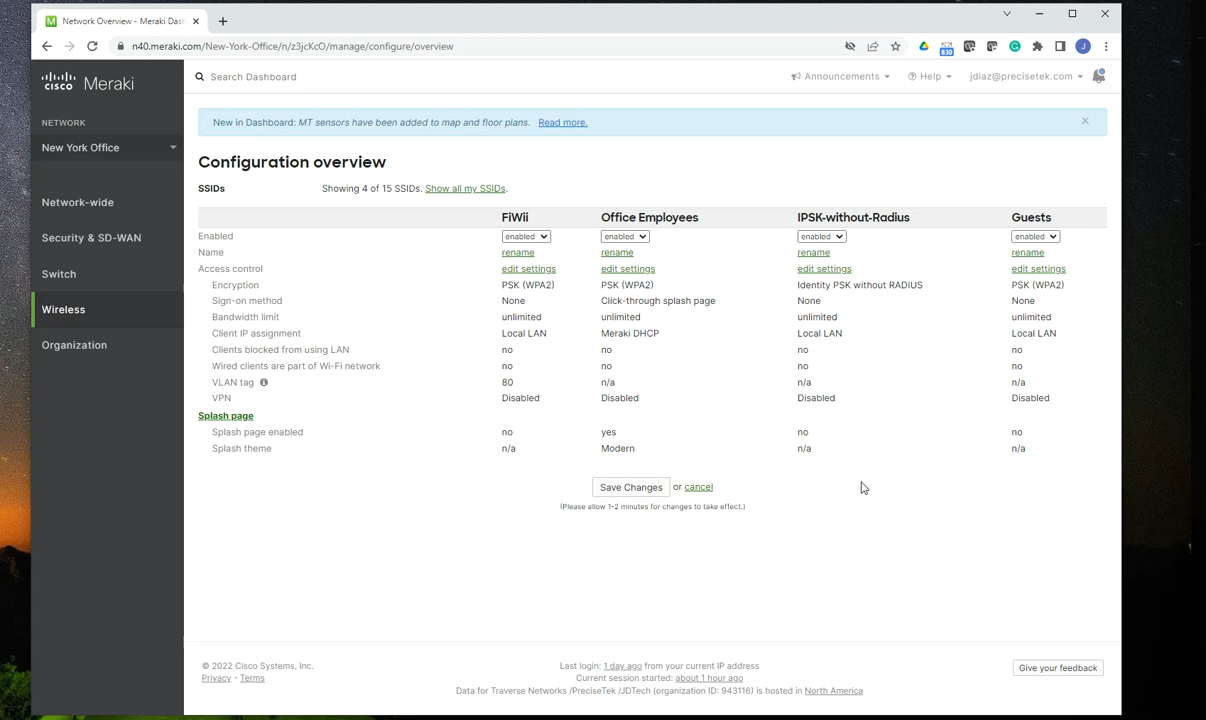 Network Overview - Meraki Das
n40.meraki.com/New-York-Office/n/z3jcKcO/manage/configure/overview
830
J
CISCO Meraki
Search Dashboard
Announcements
Help
jdiaz@precisetek.com
NETWORK
New York Office
Network-wide
Security & SD-WAN
Switch
Wireless
Organization
New in Dashboard: MT sensors have been added to map and floor plans. Read more.
Configuration overview
SSIDs Showing 4 of 15 SSIDs. Show all my SSIDs.
FiWii Office Employees IPSK-without-Radius Guests
Enabled enabled enabled enabled enabled
Name rename rename rename rename
Access control edit settings edit settings edit settings edit settings
Encryption PSK (WPA2) PSK (WPA2) Identity PSK without RADIUS PSK (WPA2)
Sign-on method None Click-through splash page None None
Bandwidth limit unlimited unlimited unlimited unlimited
Client IP assignment Local LAN Meraki DHCP Local LAN Local LAN
Clients blocked from using LAN no no no no
Wired clients are part of Wi-Fi network no no no no
VLAN tag 80 n/a n/a n/a
VPN Disabled Disabled Disabled Disabled
Splash page
Splash page enabled no yes no no
Splash theme n/a Modern n/a n/a
Save Changes or cancel
(Please allow 1-2 minutes for changes to take effect.)
© 2022 Cisco Systems, Inc.
Privacy - Terms
Last login: 1 day ago from your current IP address
Current session started: about 1 hour ago
Data for Traverse Networks /PreciseTek /JDTech (organization ID: 943116) is hosted in North America
Give your feedback